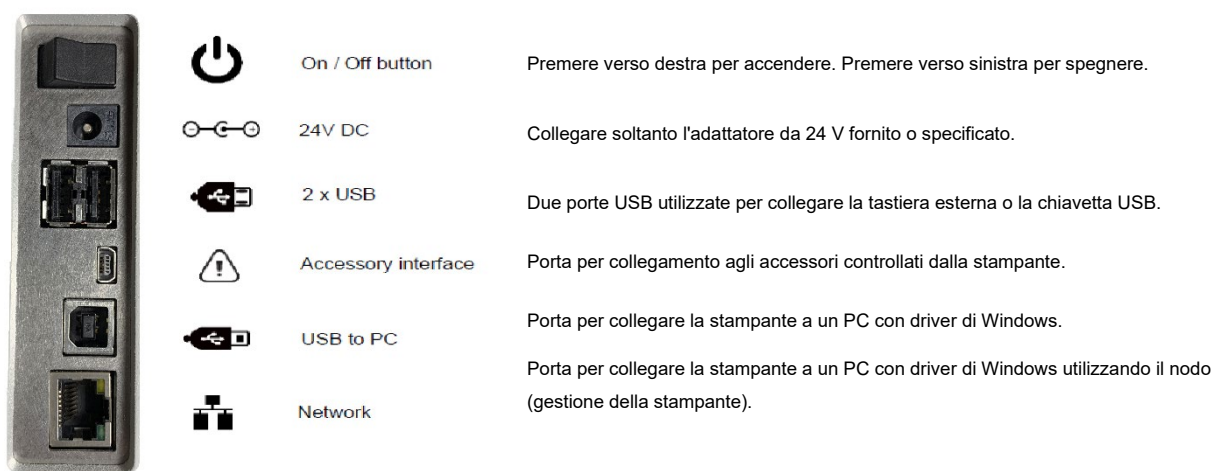 On / Off button
Premere verso destra per accendere. Premere verso sinistra per spegnere.
24V DC
Collegare soltanto l'adattatore da 24 V fornito o specificato.
2 x USB
Due porte USB utilizzate per collegare la tastiera esterna o la chiavetta USB.
Accessory interface
Porta per collegamento agli accessori controllati dalla stampante.
USB to PC
Porta per collegare la stampante a un PC con driver di Windows.
Network
Porta per collegare la stampante a un PC con driver di Windows utilizzando il nodo
(gestione della stampante).